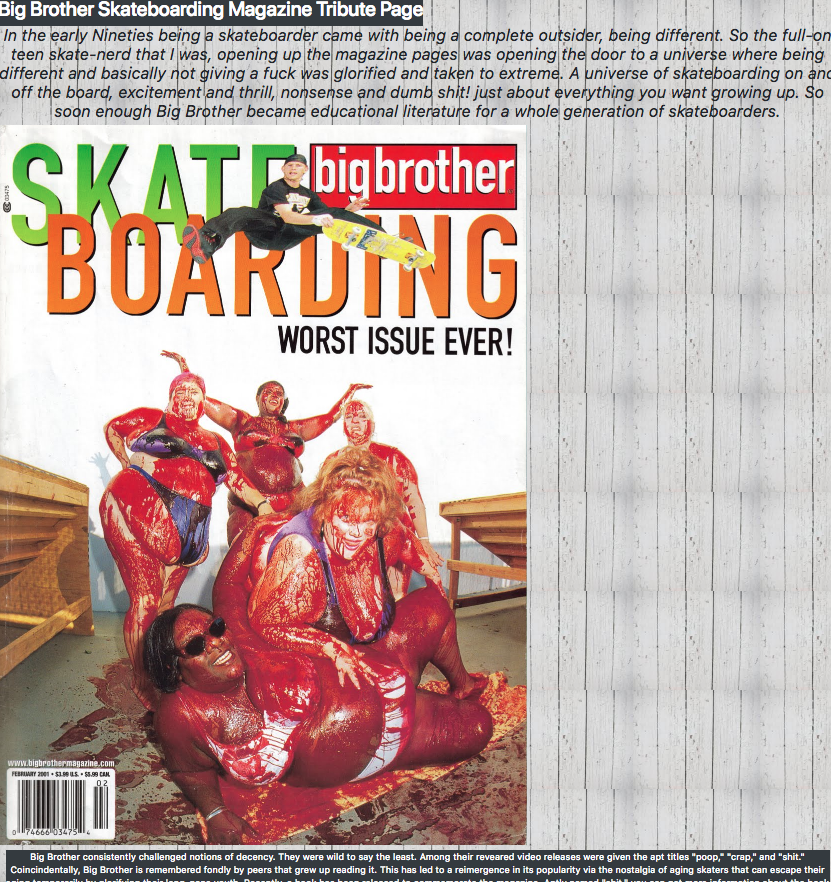 Big Brother Skateboarding Magazine Tribute Page
In the early Nineties being a skateboarder came with being a complete outsider, being different. So the full-on
teen skate-nerd that I was, opening up the magazine pages was opening the door to a universe where being
different and basically not giving a fuck was glorified and taken to extreme. A universe of skateboarding on and
off the board, excitement and thrill, nonsense and dumb shit! just about everything you want growing up. So
soon enough Big Brother became educational literature for a whole generation of skateboarders.
SKATE bigbrother
BOARDING
WORST ISSUE EVER!
www.bigbrothermagazine.com
FEBRUARY 2001 • $3.99 U.S. • $5.99 CAN.
02
0 74666 03475 4
Big Brother consistently challenged notions of decency. They were wild to say the least. Among their reveared video releases were given the apt titles "poop," "crap," and "shit."
Coincindentally, Big Brother is remembered fondly by peers that grew up reading it. This has led to a reimergence in its popularity via the nostalgia of aging skaters that can escape their